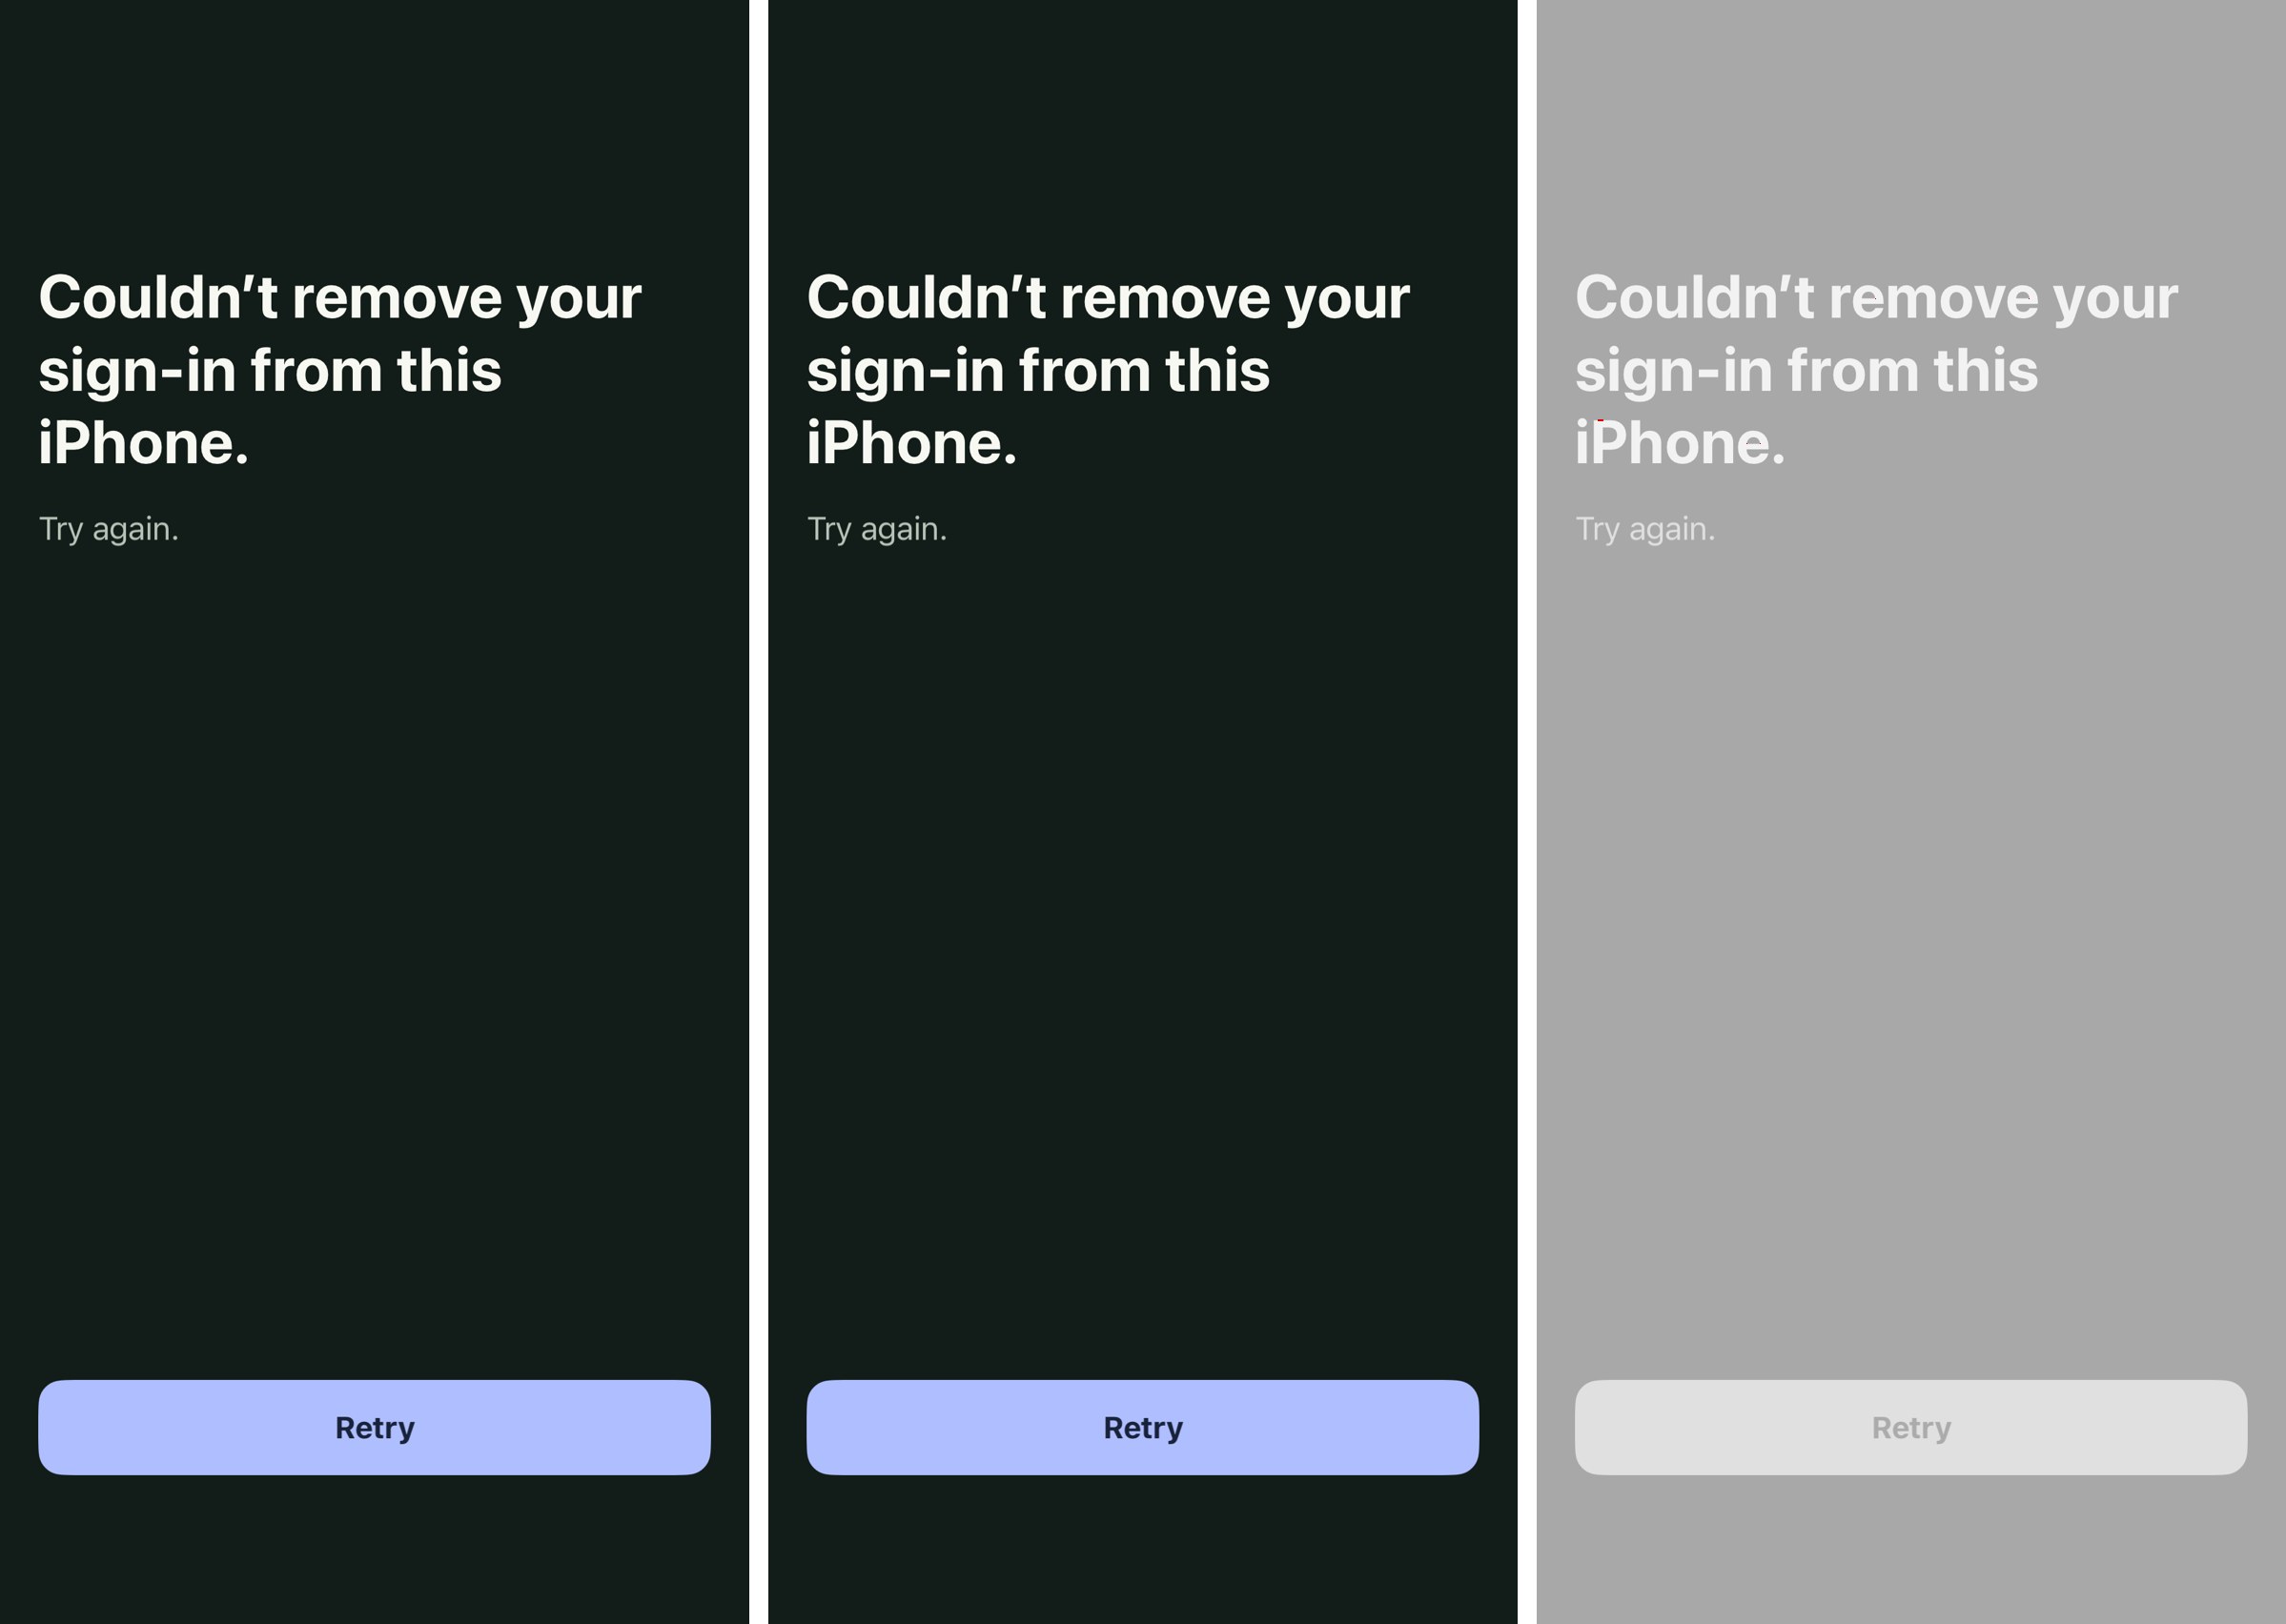 Couldn’t remove your
sign-in from this
iPhone.
Try again.
Retry
Couldn’t remove your
sign-in from this
iPhone.
Try again.
Retry
Couldn’t remove your
sign-in from this
iPhone.
Try again.
Retry